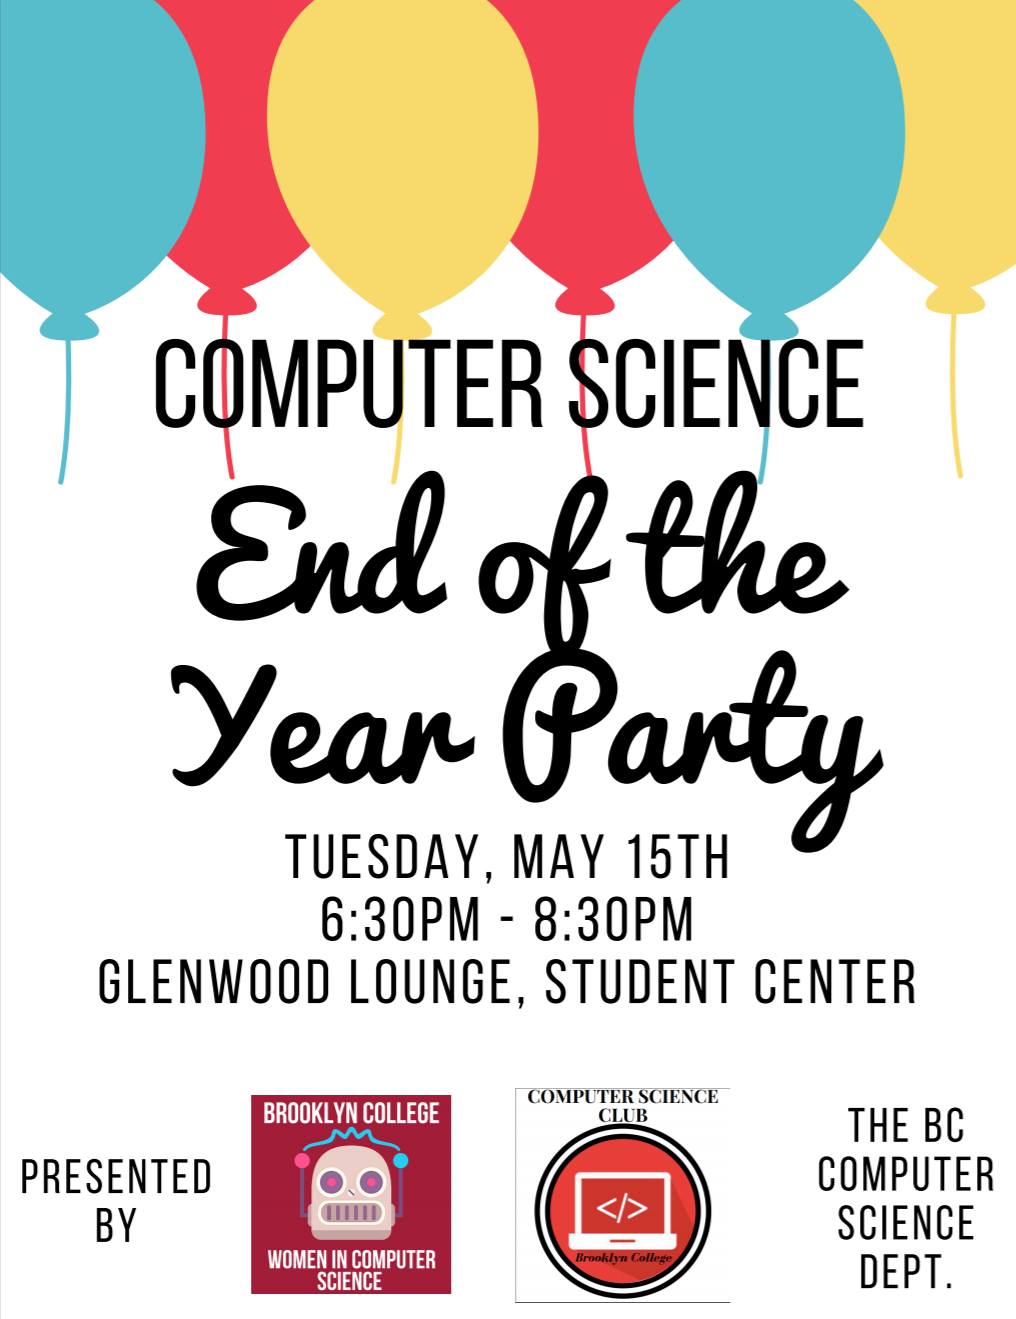 COMPUTER SCIENCE
End of the
Year Party
TUESDAY, MAY 15TH
6:30PM - 8:30PM
GLENWOOD LOUNGE, STUDENT CENTER
PRESENTED
BY
BROOKLYN COLLEGE
WOMEN IN COMPUTER
SCIENCE
COMPUTER SCIENCE
CLUB
</>
Brooklyn College
THE BC
COMPUTER
SCIENCE
DEPT.